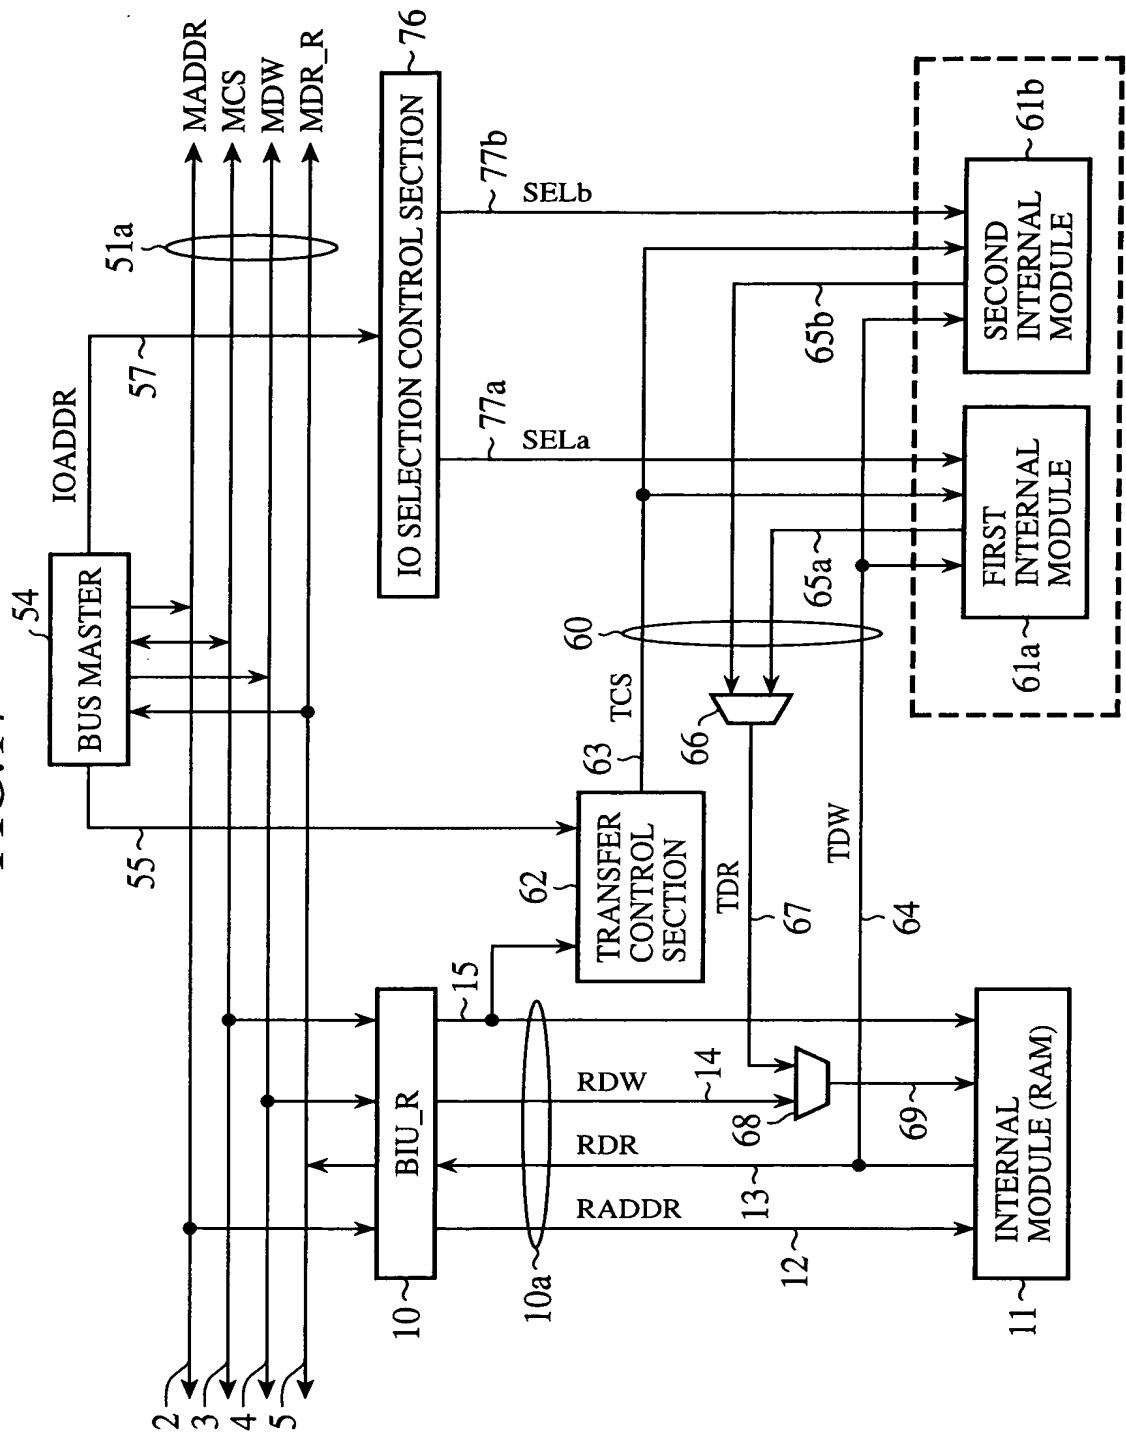 54
BUS MASTER
IOADDR
55
57
51a
MADDR
MCS
MDW
MDR_R
2
3
4
5
76
IO SELECTION CONTROL SECTION
10
BIU_R
15
10a
77a
SELa
77b
SELb
62
TRANSFER
CONTROL
SECTION
63
TCS
60
RDW
14
RDR
13
RADDR
12
66
TDR
67
68
69
TDW
64
65a
65b
11
INTERNAL
MODULE (RAM)
61a
FIRST
INTERNAL
MODULE
61b
SECOND
INTERNAL
MODULE